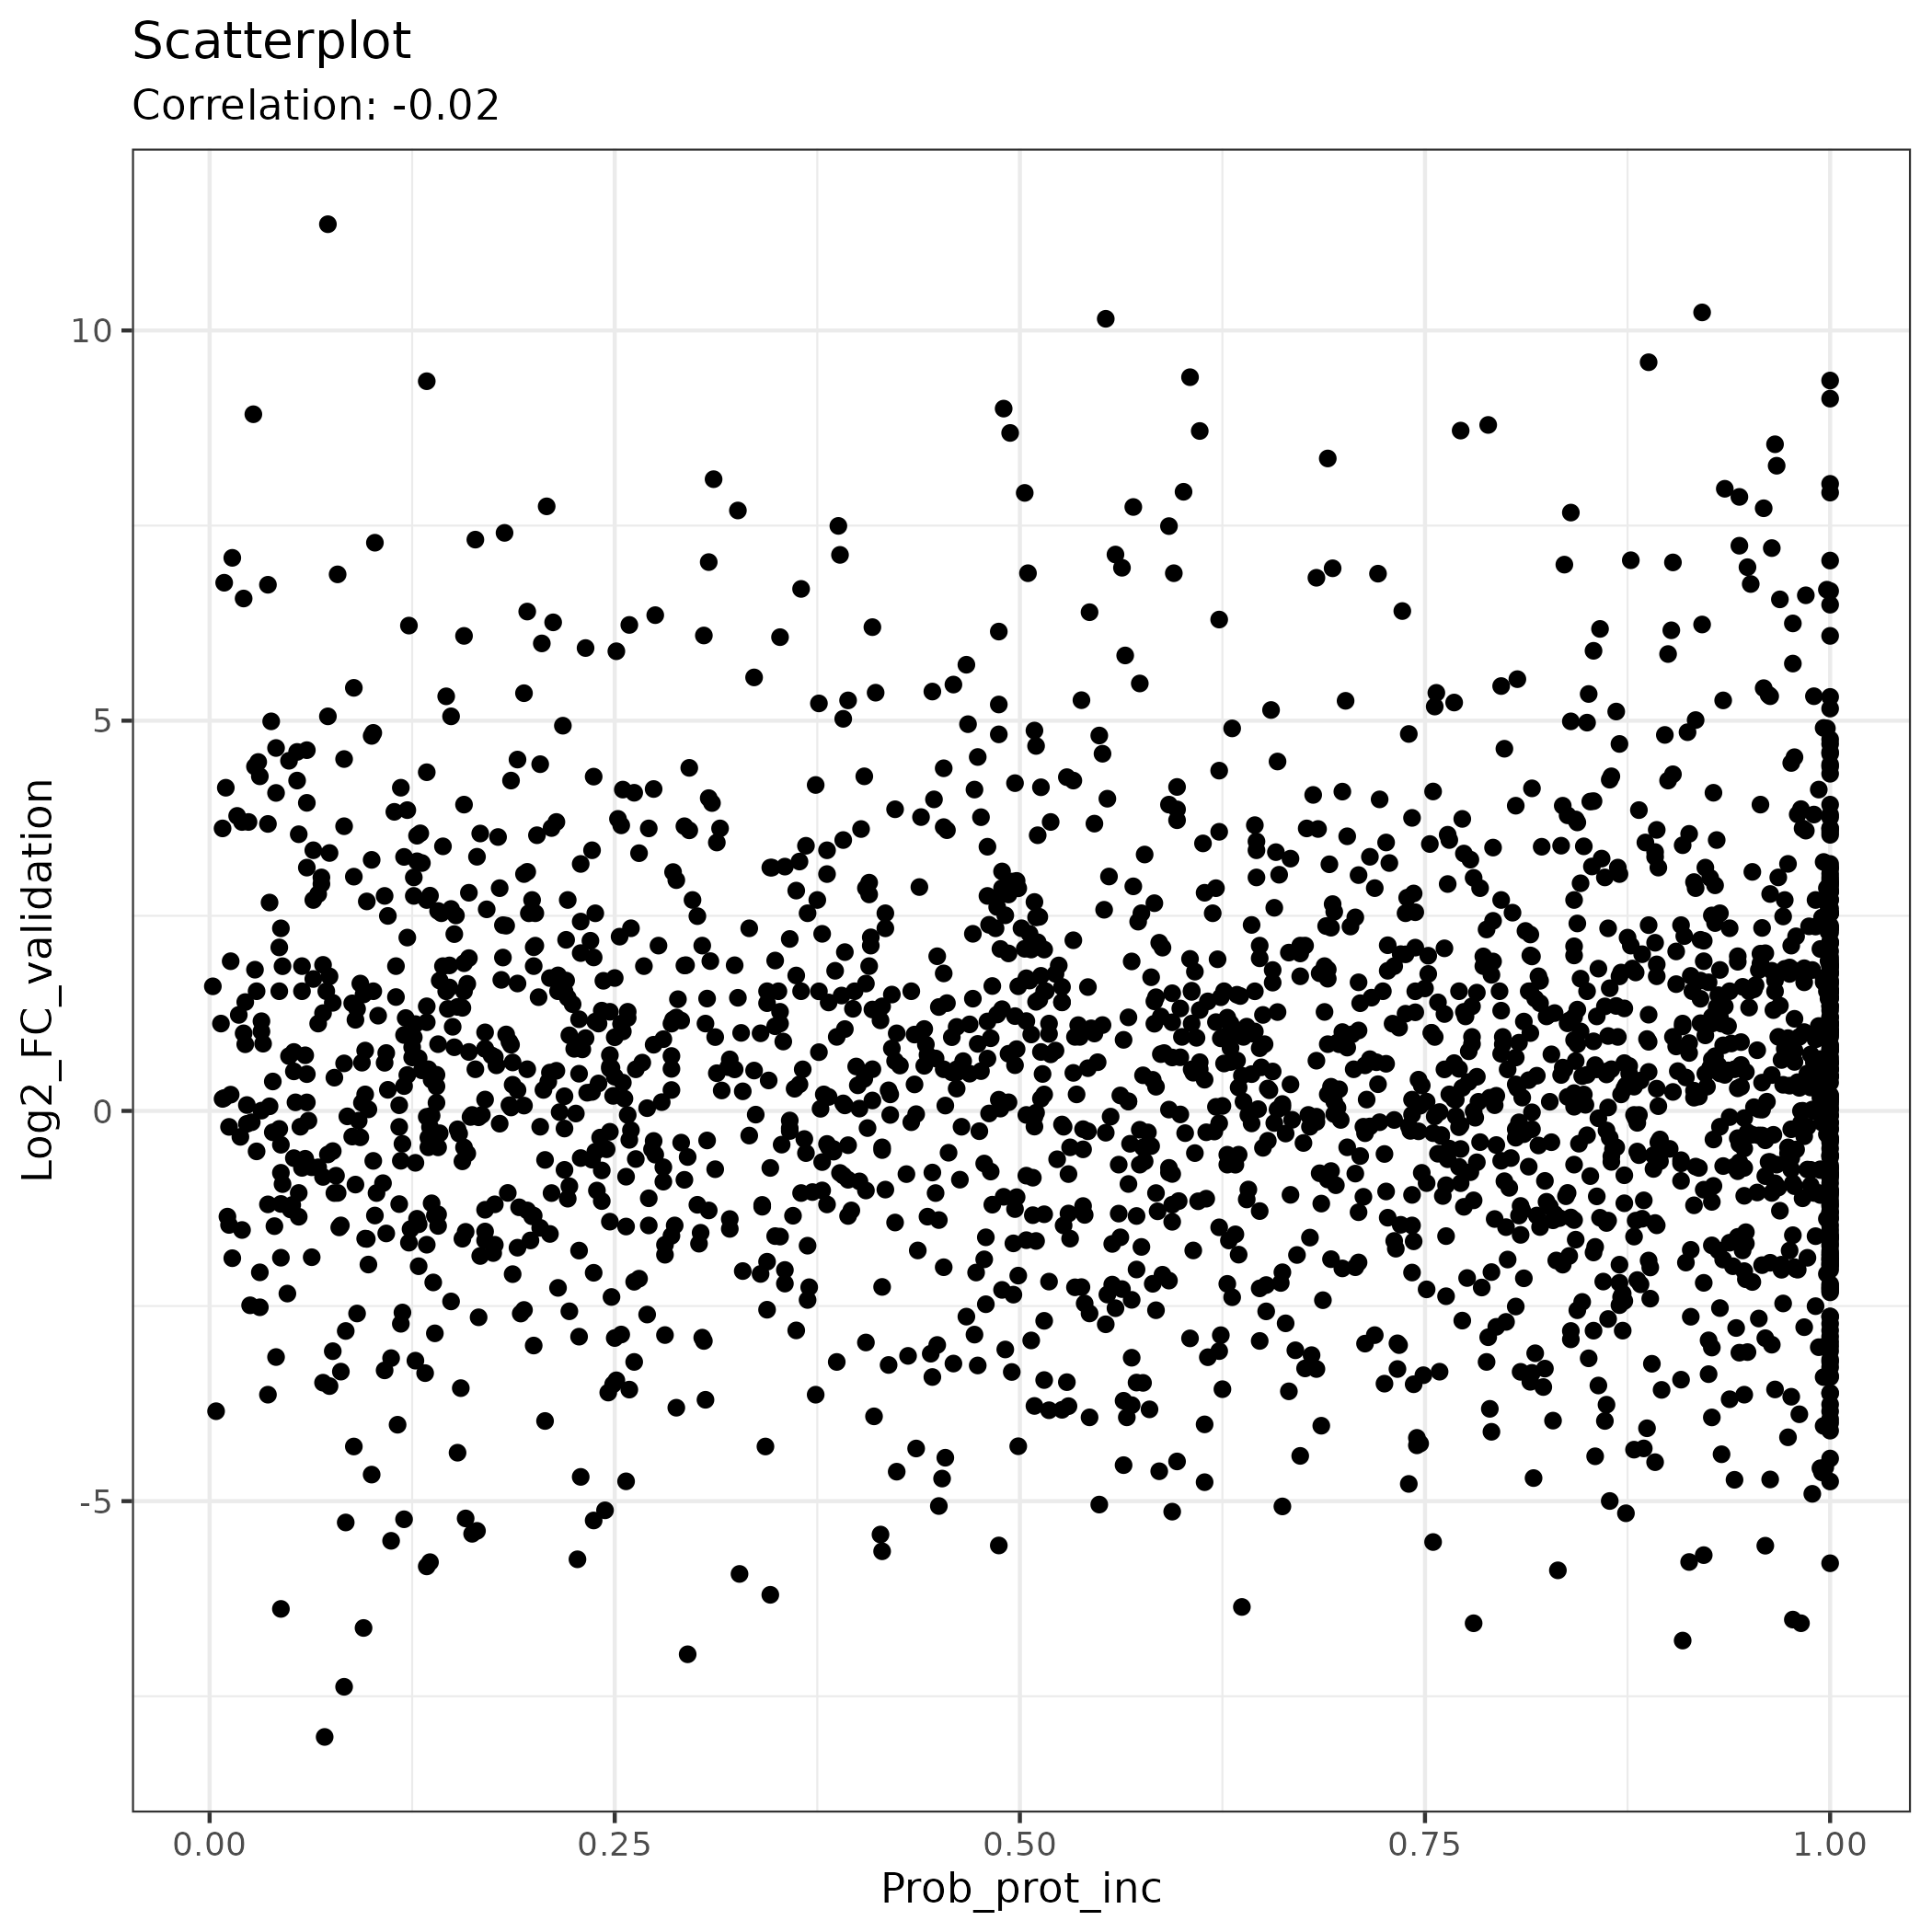 Scatterplot
Correlation: -0.02
10
5
0
-5
Log2_FC_validation
0.00 0.25 0.50 0.75 1.00
Prob_prot_inc